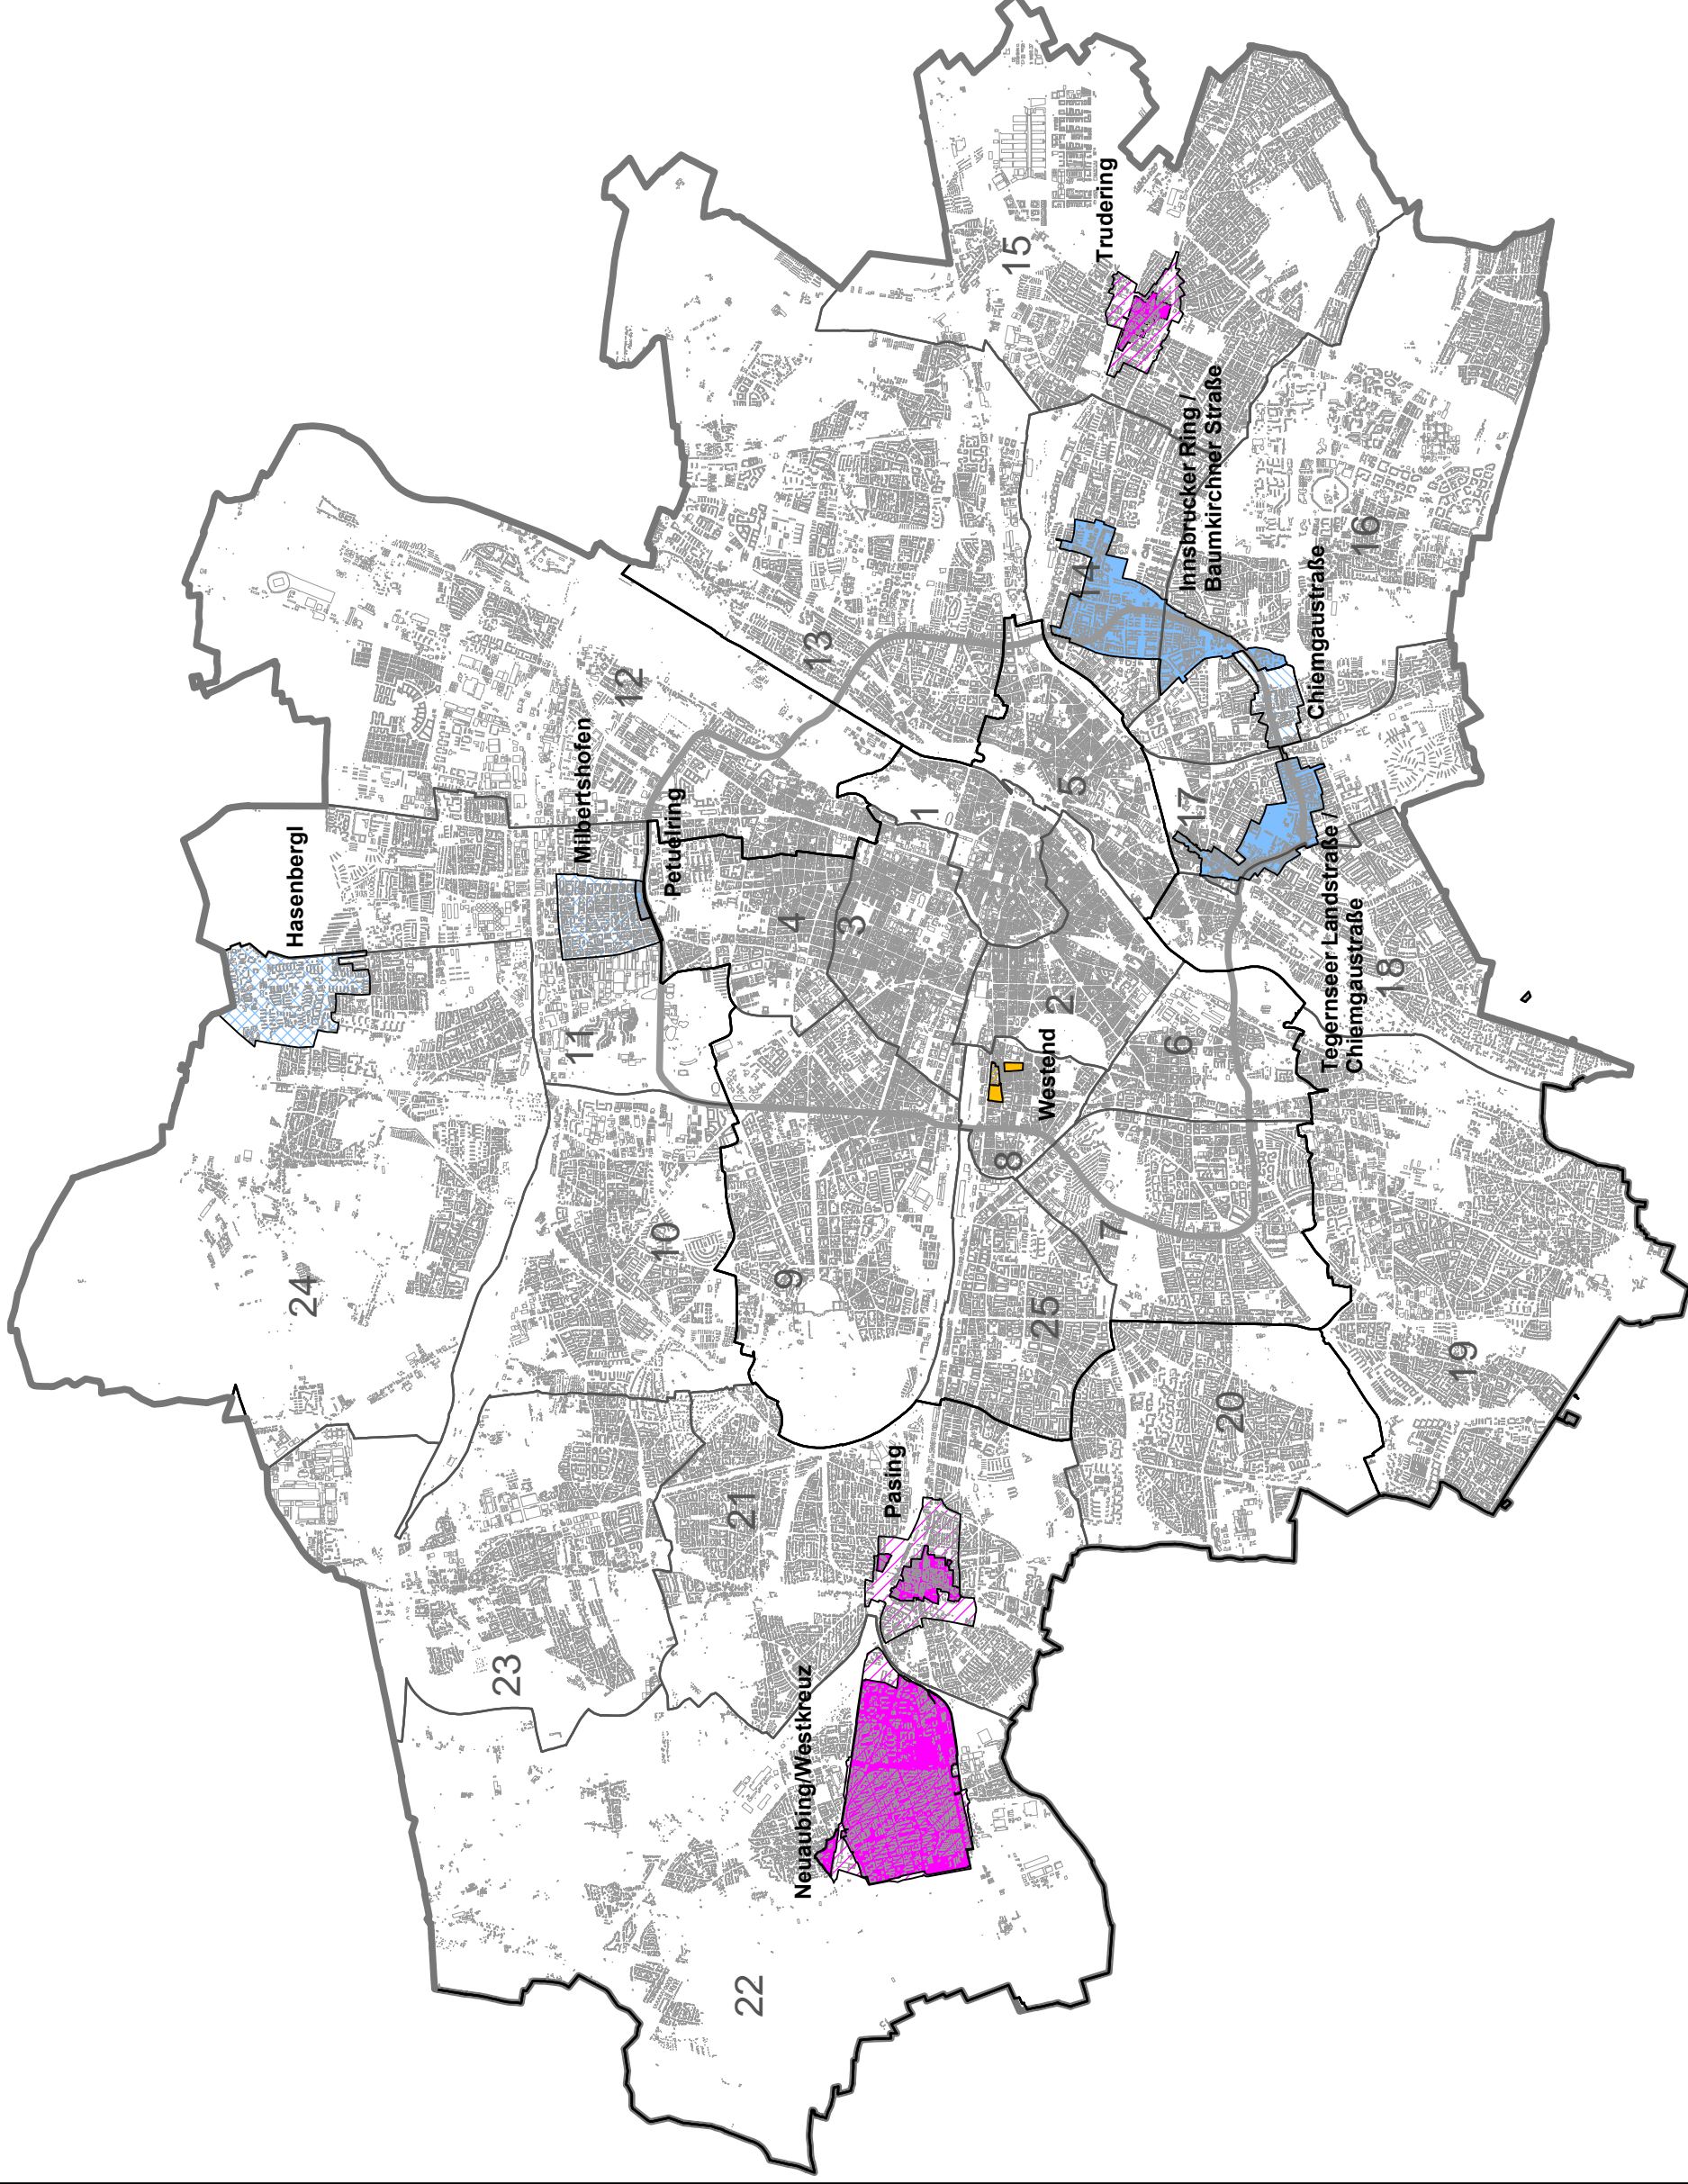 Hasenbergl
24
Milbertshofen
11
12
Petuelring
10
23
13
4
3
9
21
1
Pasing
Neuaubing/Westkreuz
22
15
Trudering
5
2
Westend
8
25
14
Innsbrucker Ring /
Baumkirchner Straße
17
6
7
Chiemgaustraße
16
Tegernseer Landstraße /
Chiemgaustraße
18
20
19